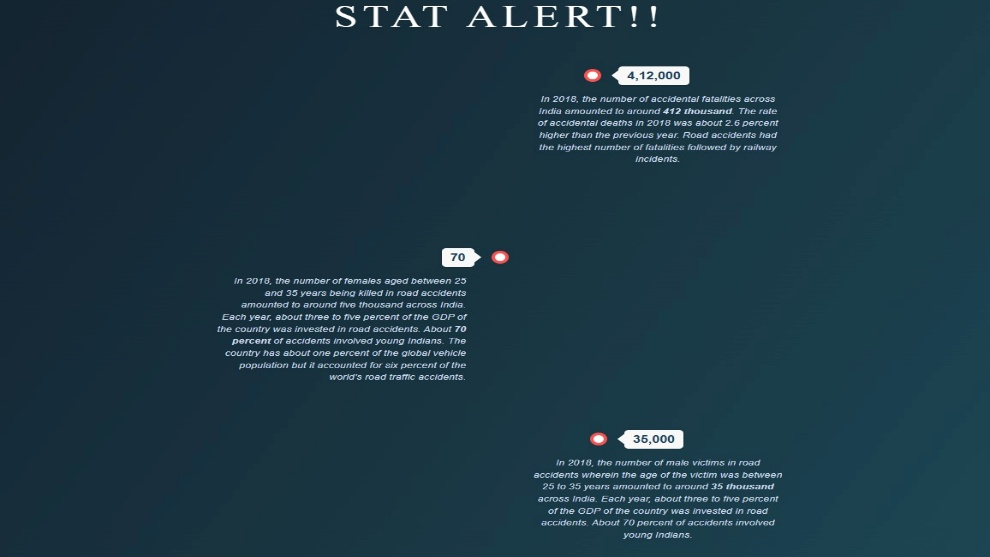 STAT ALERT!!
4,12,000
In 2018, the number of accidental fatalities across
India amounted to around 412 thousand. The rate
of accidental deaths in 2018 was about 2.6 percent
higher than the previous year. Road accidents had
the highest number of fatalities followed by railway
incidents.
70
In 2018, the number of females aged between 25
and 35 years being killed in road accidents
amounted to around five thousand across India.
Each year, about three to five percent of the GDP of
the country was invested in road accidents. About 70
percent of accidents involved young Indians. The
country has about one percent of the global vehicle
population but it accounted for six percent of the
world's road traffic accidents.
35,000
In 2018, the number of male victims in road
accidents wherein the age of the victim was between
25 to 35 years amounted to around 35 thousand
across India. Each year, about three to five percent
of the GDP of the country was invested in road
accidents. About 70 percent of accidents involved
young Indians.